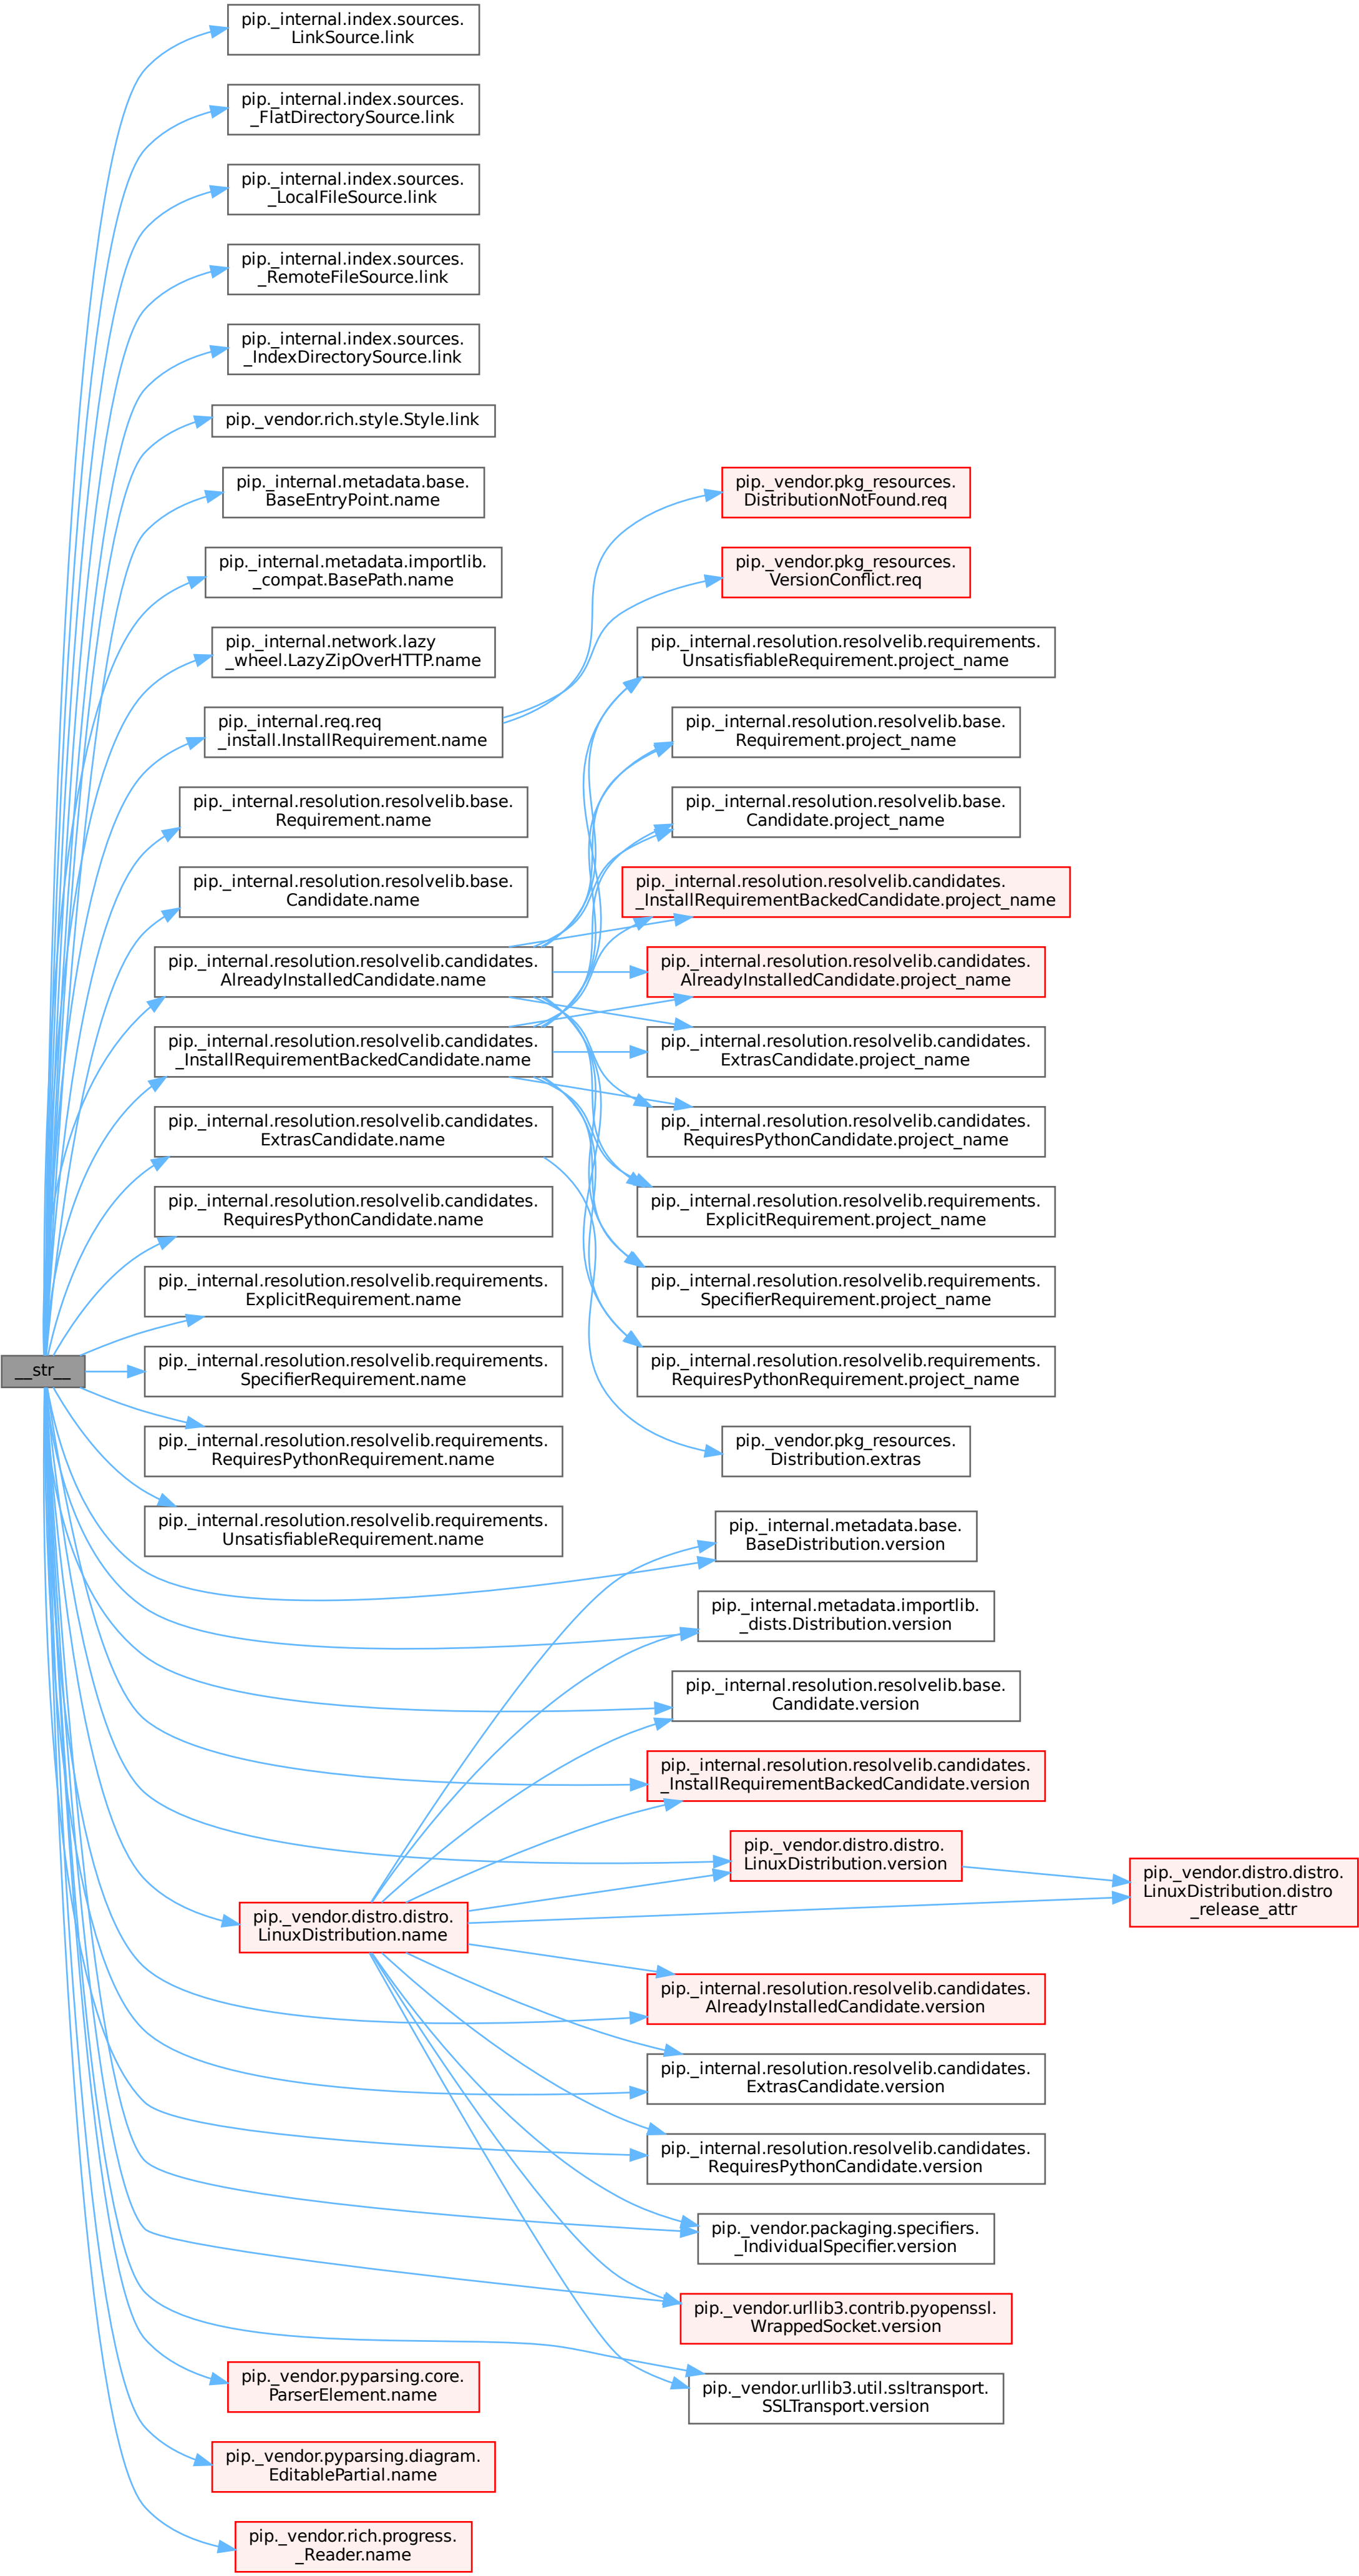 pip._internal.index.sources.
LinkSource.link
pip._internal.index.sources.
_FlatDirectorySource.link
pip._internal.index.sources.
_LocalFileSource.link
pip._internal.index.sources.
_RemoteFileSource.link
pip._internal.index.sources.
_IndexDirectorySource.link
pip._vendor.rich.style.Style.link
pip._internal.metadata.base.
BaseEntryPoint.name
pip._internal.metadata.importlib.
_compat.BasePath.name
pip._internal.network.lazy
_wheel.LazyZipOverHTTP.name
pip._internal.req.req
_install.InstallRequirement.name
pip._internal.resolution.resolvelib.base.
Requirement.name
pip._internal.resolution.resolvelib.base.
Candidate.name
pip._internal.resolution.resolvelib.candidates.
AlreadyInstalledCandidate.name
pip._internal.resolution.resolvelib.candidates.
_InstallRequirementBackedCandidate.name
pip._internal.resolution.resolvelib.candidates.
ExtrasCandidate.name
pip._internal.resolution.resolvelib.candidates.
RequiresPythonCandidate.name
pip._internal.resolution.resolvelib.requirements.
ExplicitRequirement.name
__str__
pip._internal.resolution.resolvelib.requirements.
SpecifierRequirement.name
pip._internal.resolution.resolvelib.requirements.
RequiresPythonRequirement.name
pip._internal.resolution.resolvelib.requirements.
UnsatisfiableRequirement.name
pip._vendor.distro.distro.
LinuxDistribution.name
pip._vendor.pyparsing.core.
ParserElement.name
pip._vendor.pyparsing.diagram.
EditablePartial.name
pip._vendor.rich.progress.
_Reader.name
pip._vendor.pkg_resources.
DistributionNotFound.req
pip._vendor.pkg_resources.
VersionConflict.req
pip._internal.resolution.resolvelib.requirements.
UnsatisfiableRequirement.project_name
pip._internal.resolution.resolvelib.base.
Requirement.project_name
pip._internal.resolution.resolvelib.base.
Candidate.project_name
pip._internal.resolution.resolvelib.candidates.
_InstallRequirementBackedCandidate.project_name
pip._internal.resolution.resolvelib.candidates.
AlreadyInstalledCandidate.project_name
pip._internal.resolution.resolvelib.candidates.
ExtrasCandidate.project_name
pip._internal.resolution.resolvelib.candidates.
RequiresPythonCandidate.project_name
pip._internal.resolution.resolvelib.requirements.
ExplicitRequirement.project_name
pip._internal.resolution.resolvelib.requirements.
SpecifierRequirement.project_name
pip._internal.resolution.resolvelib.requirements.
RequiresPythonRequirement.project_name
pip._vendor.pkg_resources.
Distribution.extras
pip._internal.metadata.base.
BaseDistribution.version
pip._internal.metadata.importlib.
_dists.Distribution.version
pip._internal.resolution.resolvelib.base.
Candidate.version
pip._internal.resolution.resolvelib.candidates.
_InstallRequirementBackedCandidate.version
pip._vendor.distro.distro.
LinuxDistribution.version
pip._vendor.distro.distro.
LinuxDistribution.distro
_release_attr
pip._internal.resolution.resolvelib.candidates.
AlreadyInstalledCandidate.version
pip._internal.resolution.resolvelib.candidates.
ExtrasCandidate.version
pip._internal.resolution.resolvelib.candidates.
RequiresPythonCandidate.version
pip._vendor.packaging.specifiers.
_IndividualSpecifier.version
pip._vendor.urllib3.contrib.pyopenssl.
WrappedSocket.version
pip._vendor.urllib3.util.ssltransport.
SSLTransport.version